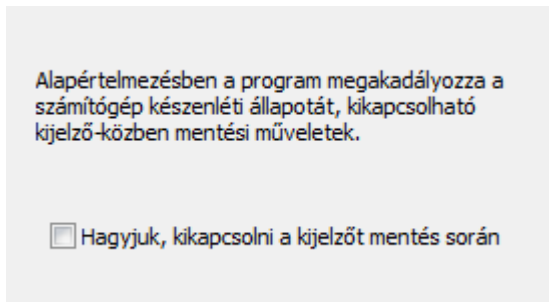 Alapértelmezésben a program megakadályozza a
számítógép készenléti állapotát, kikapcsolható
kijelző-közben mentési műveletek.
Hagyjuk, kikapcsolni a kijelzőt mentés során